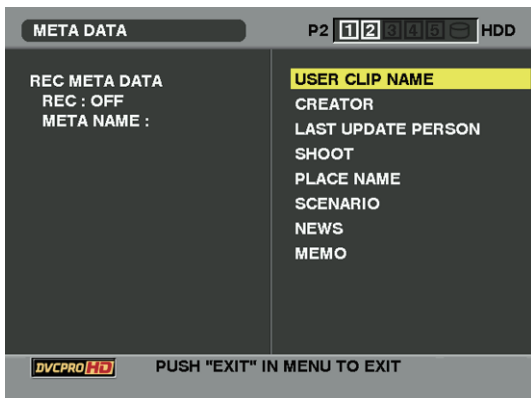 META DATA
P2 1 2 3 4 5 HDD
REC META DATA
REC : OFF
META NAME :
USER CLIP NAME
CREATOR
LAST UPDATE PERSON
SHOOT
PLACE NAME
SCENARIO
NEWS
MEMO
DVCPRO HD PUSH "EXIT" IN MENU TO EXIT